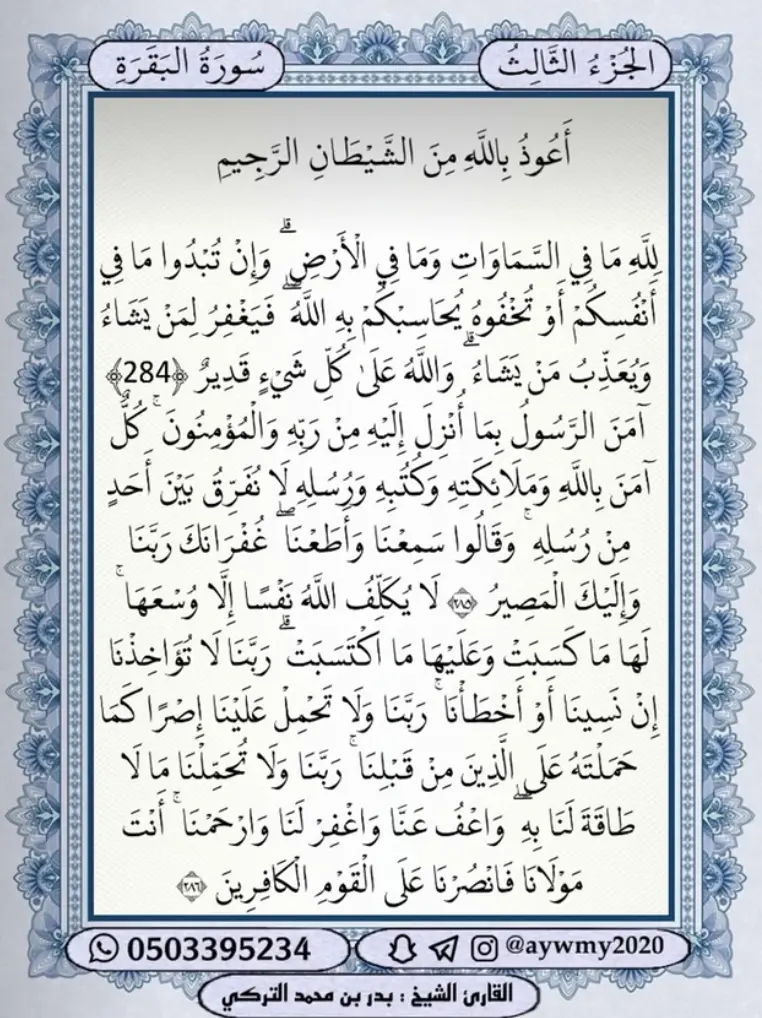 الجُزْءُ الثَّالِثُ
سُورَةُ البَقَرَةِ
أَعُوذُ بِاللَّهِ مِنَ الشَّيْطَانِ الرَّجِيمِ
لِلَّهِ مَا فِي السَّمَاوَاتِ وَمَا فِي الْأَرْضِ ۗ وَإِنْ تُبْدُوا مَا فِي
أَنْفُسِكُمْ أَوْ تُخْفُوهُ يُحَاسِبْكُمْ بِهِ اللَّهُ ۖ فَيَغْفِرُ لِمَنْ يَشَاءُ
وَيُعَذِّبُ مَنْ يَشَاءُ ۗ وَاللَّهُ عَلَىٰ كُلِّ شَيْءٍ قَدِيرٌ ﴿284﴾
آمَنَ الرَّسُولُ بِمَا أُنْزِلَ إِلَيْهِ مِنْ رَبِّهِ وَالْمُؤْمِنُونَ ۚ كُلٌّ
آمَنَ بِاللَّهِ وَمَلَائِكَتِهِ وَكُتُبِهِ وَرُسُلِهِ لَا نُفَرِّقُ بَيْنَ أَحَدٍ
مِنْ رُسُلِهِ ۚ وَقَالُوا سَمِعْنَا وَأَطَعْنَا ۖ غُفْرَانَكَ رَبَّنَا
وَإِلَيْكَ الْمَصِيرُ ﴿٢٨٥﴾ لَا يُكَلِّفُ اللَّهُ نَفْسًا إِلَّا وُسْعَهَا ۚ
لَهَا مَا كَسَبَتْ وَعَلَيْهَا مَا اكْتَسَبَتْ ۗ رَبَّنَا لَا تُؤَاخِذْنَا
إِنْ نَسِينَا أَوْ أَخْطَأْنَا ۚ رَبَّنَا وَلَا تَحْمِلْ عَلَيْنَا إِصْرًا كَمَا
حَمَلْتَهُ عَلَى الَّذِينَ مِنْ قَبْلِنَا ۚ رَبَّنَا وَلَا تُحَمِّلْنَا مَا لَا
طَاقَةَ لَنَا بِهِ ۖ وَاعْفُ عَنَّا وَاغْفِرْ لَنَا وَارْحَمْنَا ۚ أَنْتَ
مَوْلَانَا فَانْصُرْنَا عَلَى الْقَوْمِ الْكَافِرِينَ ﴿٢٨٦﴾
@aywmy2020
0503395234
القارئ الشيخ : بدر بن محمد التركي